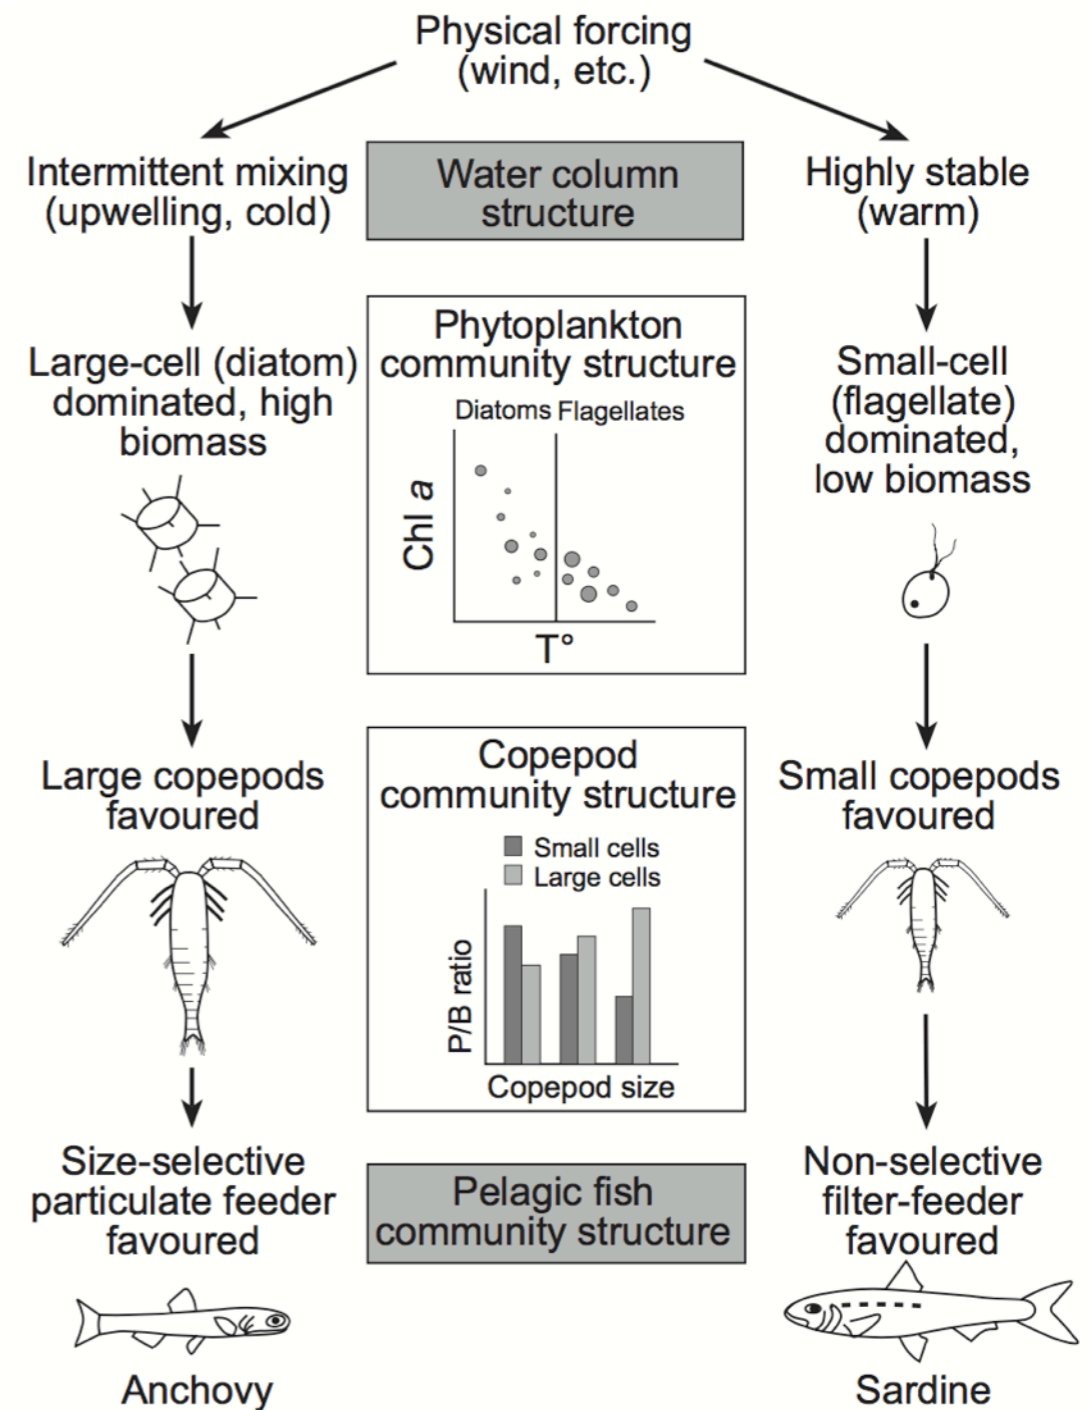 Physical forcing
(wind, etc.)
Intermittent mixing
(upwelling, cold)
Water column
structure
Highly stable
(warm)
Large-cell (diatom)
dominated, high
biomass
Phytoplankton
community structure
Diatoms Flagellates
Chl a
T°
Small-cell
(flagellate)
dominated,
low biomass
Large copepods
favoured
Copepod
community structure
Small cells
Large cells
P/B ratio
Copepod size
Small copepods
favoured
Size-selective
particulate feeder
favoured
Pelagic fish
community structure
Non-selective
filter-feeder
favoured
Anchovy
Sardine